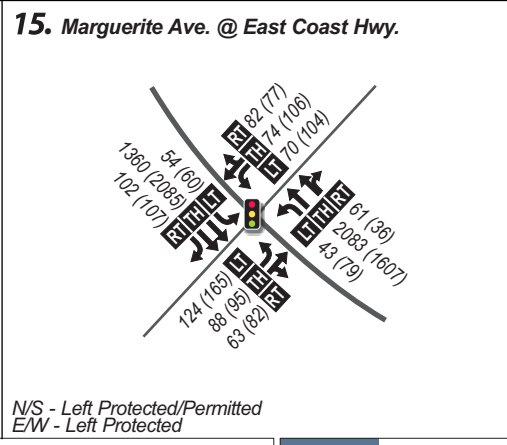 15. Marguerite Ave. @ East Coast Hwy.
RT 82 (77)
TH 74 (106)
LT 70 (104)
54 (60) LT
1360 (2085) TH
102 (107) RT
RT 61 (36)
TH 2083 (1607)
LT 43 (79)
124 (165) LT
88 (95) TH
63 (82) RT
N/S - Left Protected/Permitted
E/W - Left Protected